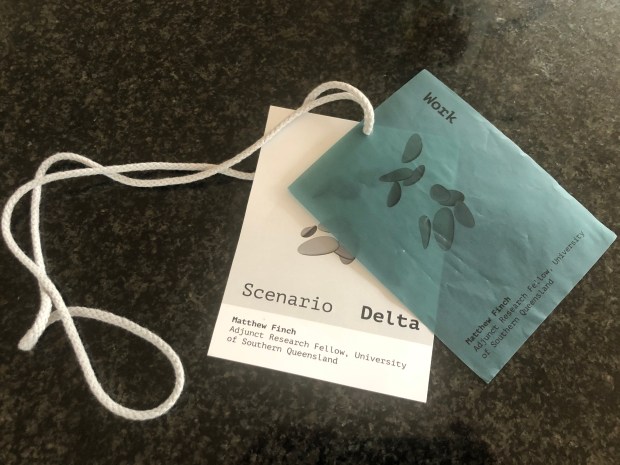 Scenario Delta
Matthew Finch
Adjunct Research Fellow, University
of Southern Queensland
Work
Matthew Finch
Adjunct Research Fellow, University
of Southern Queensland